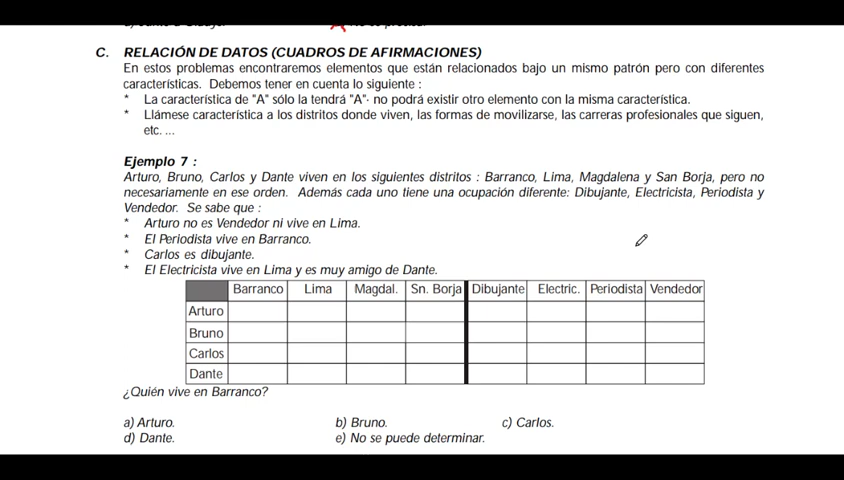 C. RELACIÓN DE DATOS (CUADROS DE AFIRMACIONES)
En estos problemas encontraremos elementos que están relacionados bajo un mismo patrón pero con diferentes
características. Debemos tener en cuenta lo siguiente :
* La característica de "A" sólo la tendrá "A"· no podrá existir otro elemento con la misma característica.
* Llámese característica a los distritos donde viven, las formas de movilizarse, las carreras profesionales que siguen,
etc. ...
Ejemplo 7 :
Arturo, Bruno, Carlos y Dante viven en los siguientes distritos : Barranco, Lima, Magdalena y San Borja, pero no
necesariamente en ese orden. Además cada uno tiene una ocupación diferente: Dibujante, Electricista, Periodista y
Vendedor. Se sabe que :
* Arturo no es Vendedor ni vive en Lima.
* El Periodista vive en Barranco.
* Carlos es dibujante.
* El Electricista vive en Lima y es muy amigo de Dante.
Barranco Lima Magdal. Sn. Borja Dibujante Electric. Periodista Vendedor
Arturo
Bruno
Carlos
Dante
¿Quién vive en Barranco?
a) Arturo. b) Bruno. c) Carlos.
d) Dante. e) No se puede determinar.